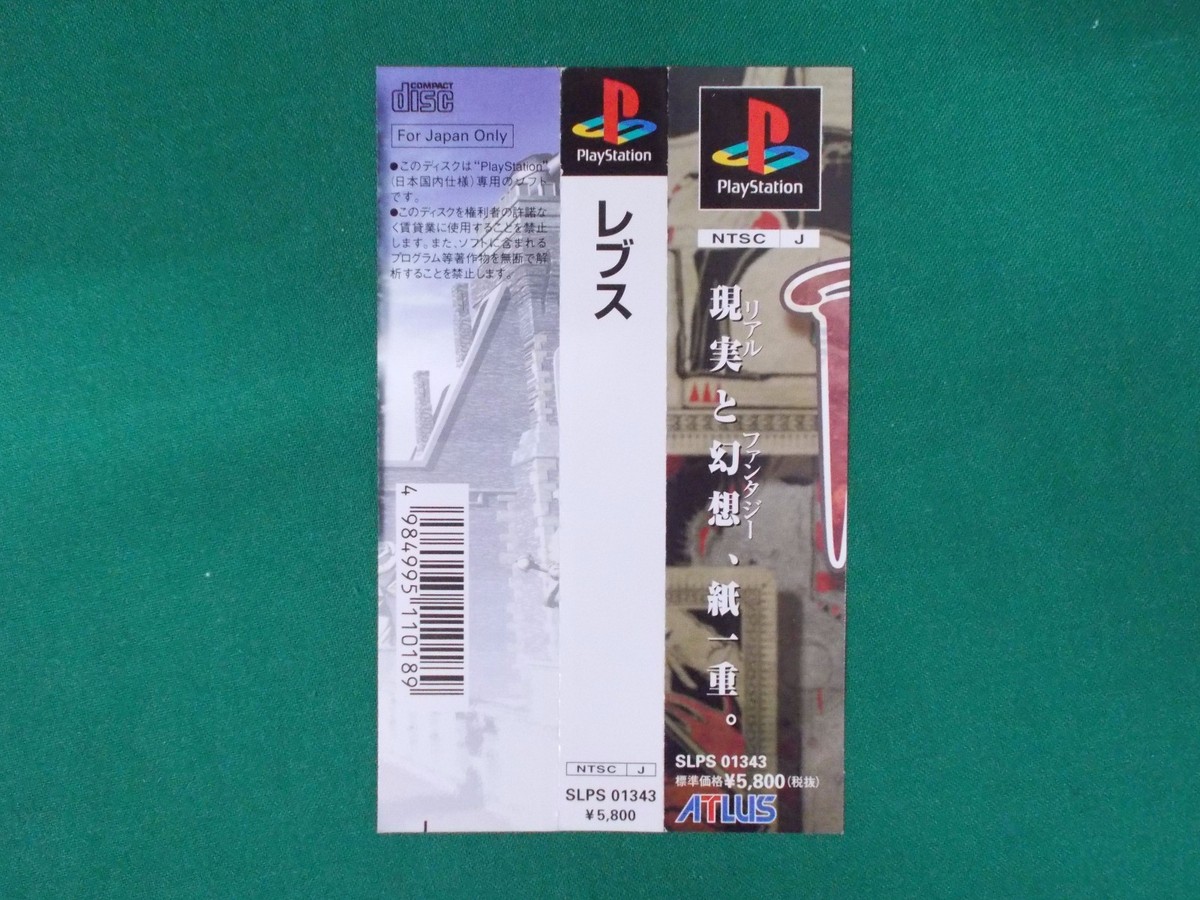 COMPACT
disc
For Japan Only
●このディスクは“PlayStation”
(日本国内仕様)専用のソフト
です。
●このディスクを権利者の許諾な
く賃貸業に使用することを禁止
します。また、ソフトに含まれる
プログラム等著作物を無断で解
析することを禁止します。
4 984995 110189
PlayStation
レブス
NTSC J
SLPS 01343
¥5,800
PlayStation
NTSC J
リアル
ファンタジー
現実と幻想、紙一重。
SLPS 01343
標準価格¥5,800(税抜)
ATLUS